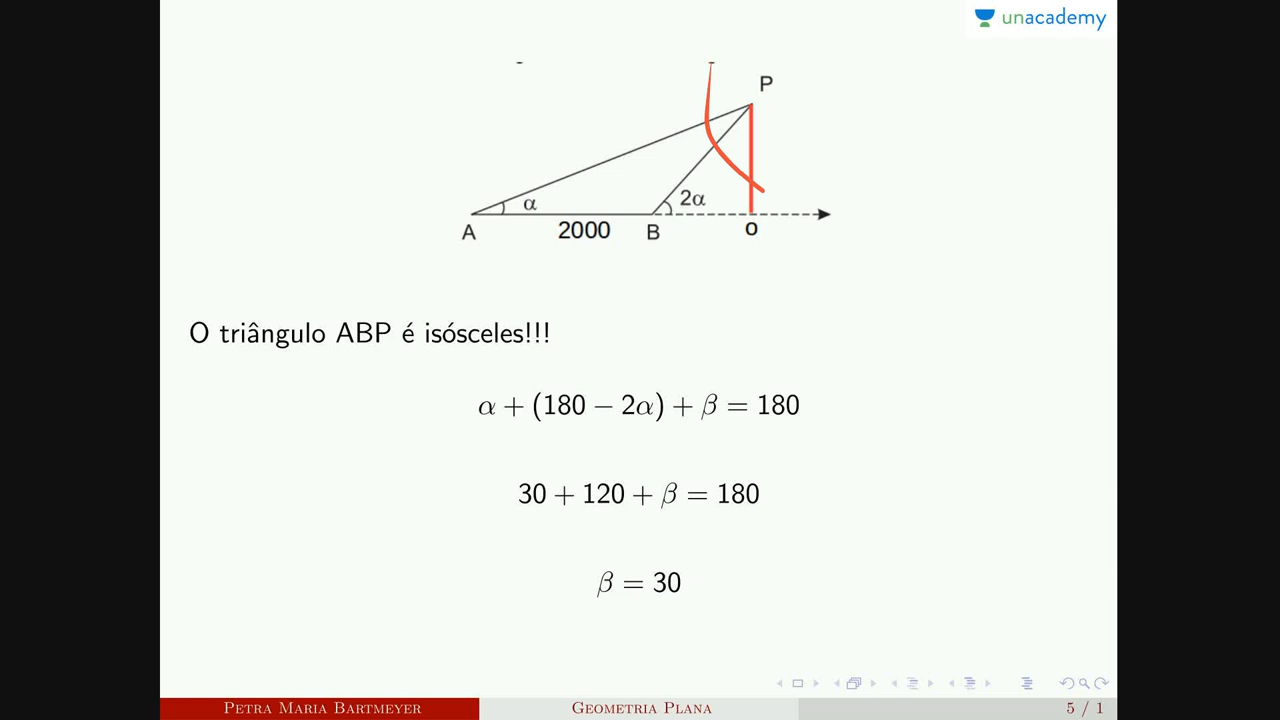 unacademy
P
α
2α
A
2000
B
o
O triângulo ABP é isósceles!!!
α + (180 − 2α) + β = 180
30 + 120 + β = 180
β = 30
Petra Maria Bartmeyer
Geometria Plana
5 / 1